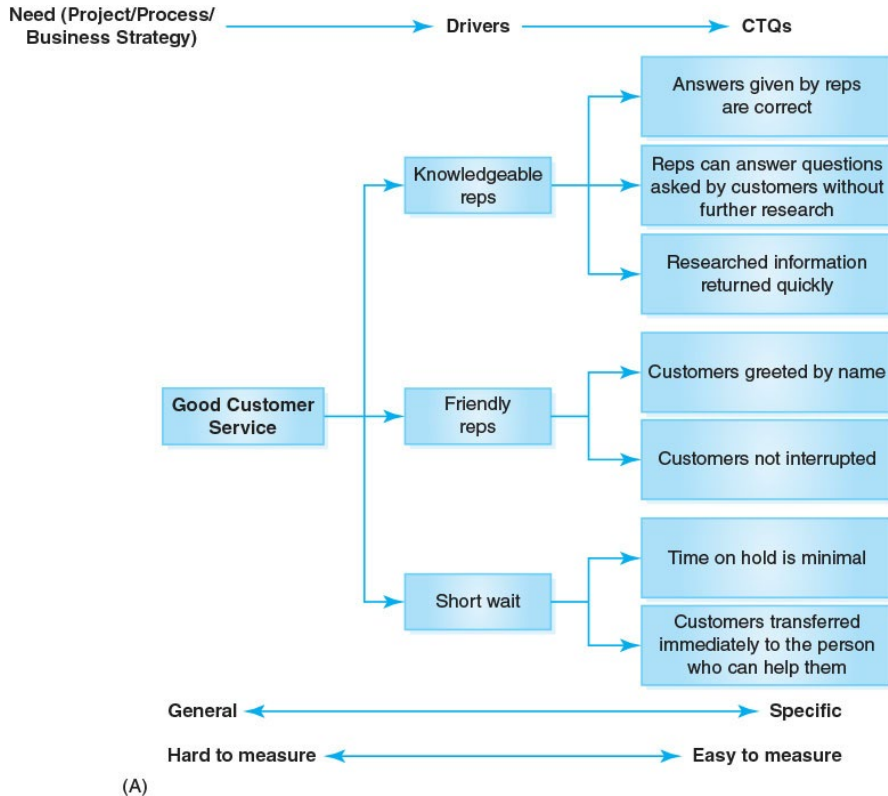 Need (Project/Process/
Business Strategy)
Drivers
CTQs
Answers given by reps
are correct
Knowledgeable
reps
Reps can answer questions
asked by customers without
further research
Researched information
returned quickly
Good Customer
Service
Friendly
reps
Customers greeted by name
Customers not interrupted
Short wait
Time on hold is minimal
Customers transferred
immediately to the person
who can help them
General
Specific
Hard to measure
Easy to measure
(A)